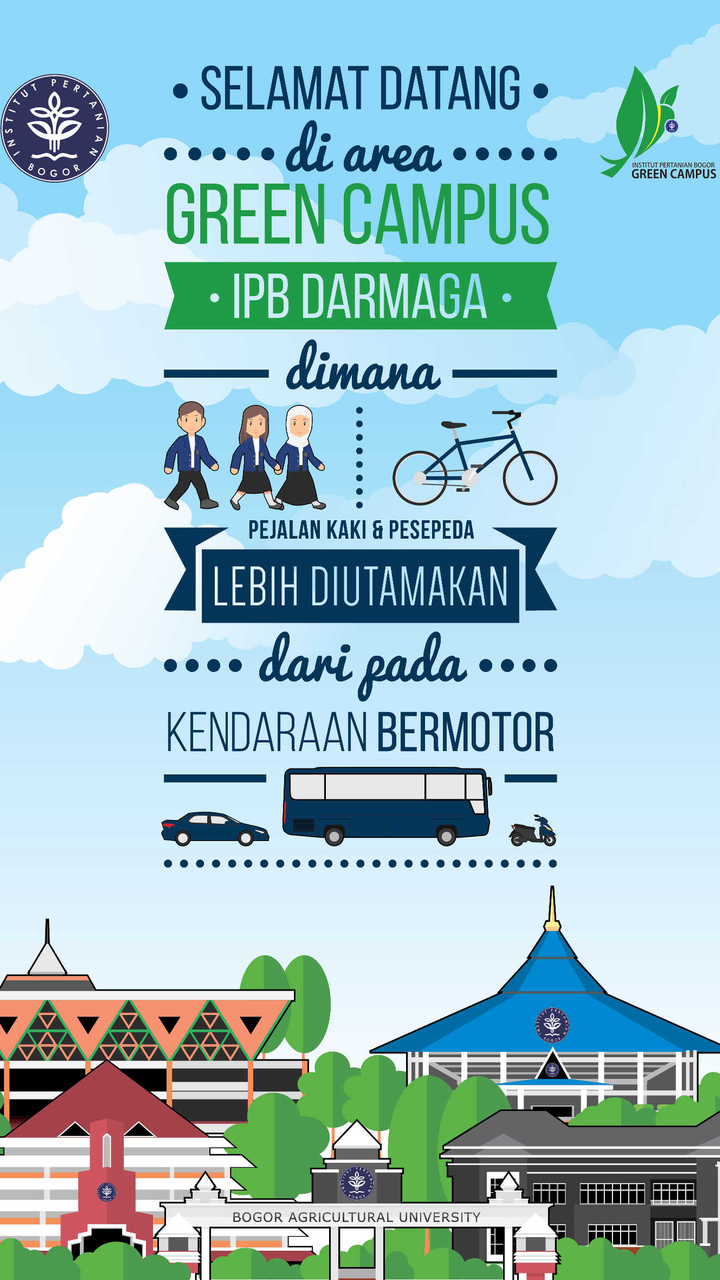 INSTITUT PERTANIAN BOGOR
INSTITUT PERTANIAN BOGOR
GREEN CAMPUS
• SELAMAT DATANG •
di area
GREEN CAMPUS
• IPB DARMAGA •
dimana
PEJALAN KAKI & PESEPEDA
LEBIH DIUTAMAKAN
dari pada
KENDARAAN BERMOTOR
BOGOR AGRICULTURAL UNIVERSITY